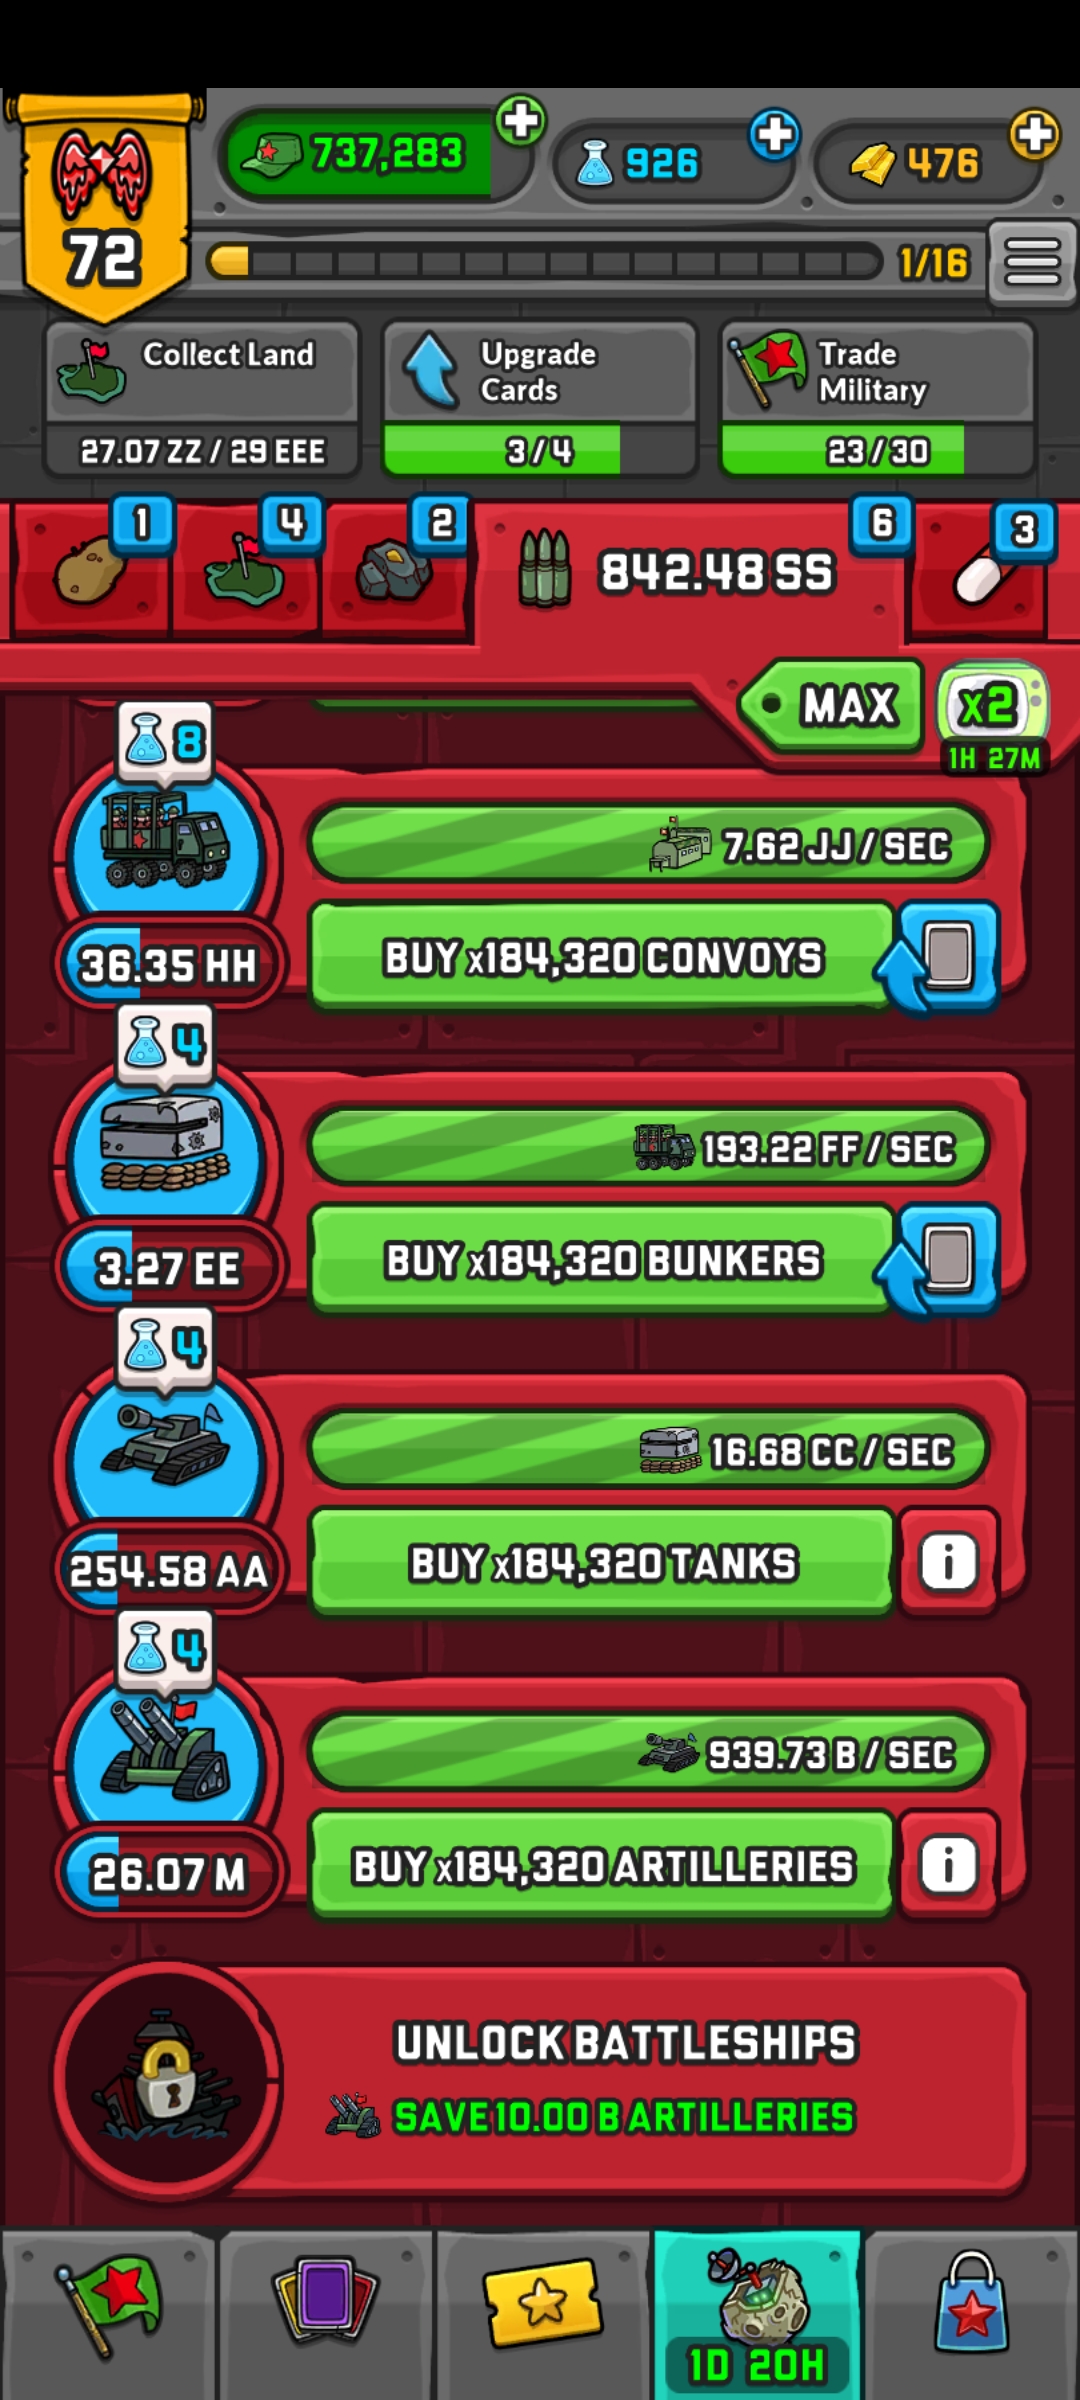 737,283
926
476
72
1/16
Collect Land
27.07 ZZ / 29 EEE
Upgrade
Cards
3/4
Trade
Military
23/30
1
4
2
842.48 SS
6
3
MAX
x2
1H 27M
8
7.62 JJ / SEC
36.35 HH
BUY x184,320 CONVOYS
4
193.22 FF / SEC
3.27 EE
BUY x184,320 BUNKERS
4
16.68 CC / SEC
254.58 AA
BUY x184,320 TANKS
i
4
939.73 B / SEC
26.07 M
BUY x184,320 ARTILLERIES
i
UNLOCK BATTLESHIPS
SAVE 10.00 B ARTILLERIES
1D 20H